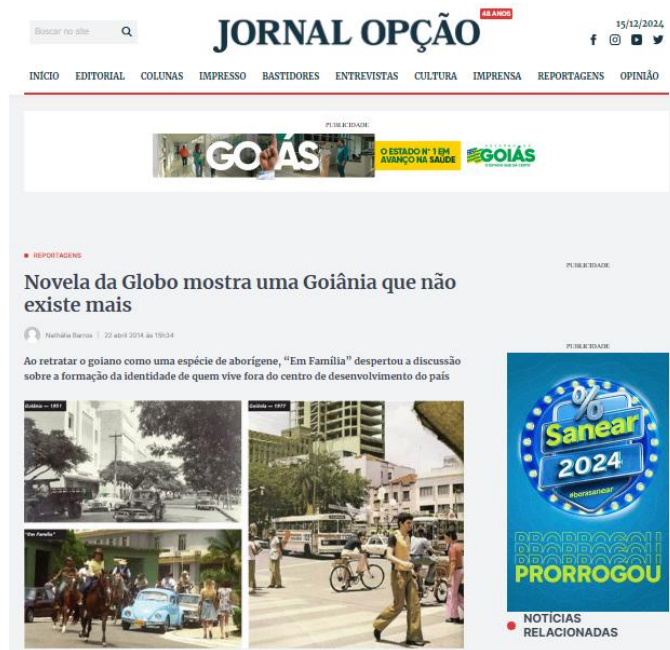 Buscar no site
JORNAL OPÇÃO
48 ANOS
15/12/2024
INÍCIO EDITORIAL COLUNAS IMPRESSO BASTIDORES ENTREVISTAS CULTURA IMPRENSA REPORTAGENS OPINIÃO
PUBLICIDADE
GOIÁS
O ESTADO Nº 1 EM
AVANÇO NA SAÚDE
GOIÁS
REPORTAGENS
Novela da Globo mostra uma Goiânia que não
existe mais
Nathália Barros | 22 abril 2014 às 15h34
Ao retratar o goiano como uma espécie de aborígene, “Em Família” despertou a discussão
sobre a formação da identidade de quem vive fora do centro de desenvolvimento do país
Goiânia — 1951
Goiânia — 1977
"Em Família"
PUBLICIDADE
PUBLICIDADE
%
Sanear
2024
#borasanear
PRORROGOU
PRORROGOU
NOTÍCIAS
RELACIONADAS